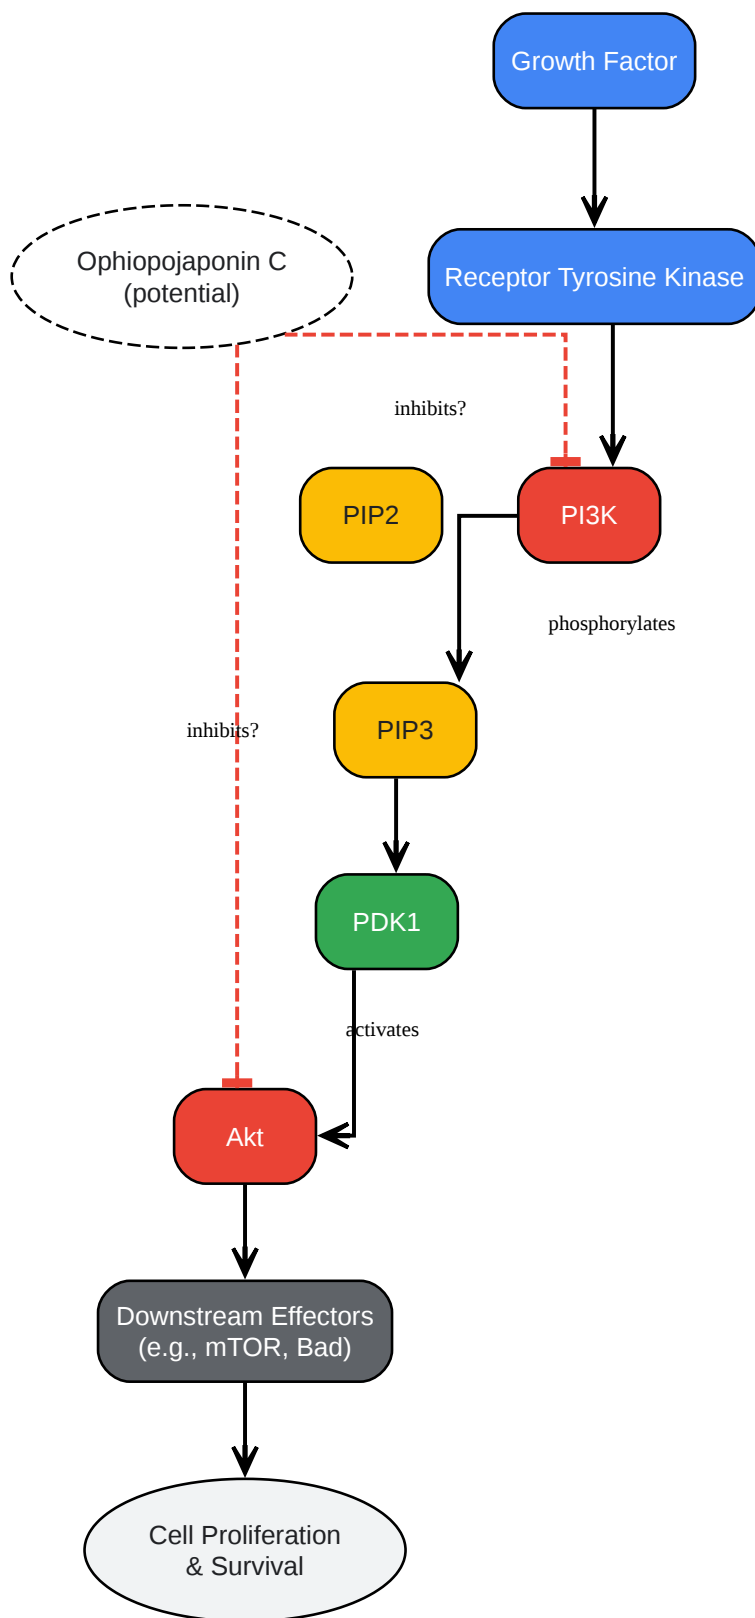 Growth Factor
Ophiopojaponin C
(potential)
Receptor Tyrosine Kinase
inhibits?
PIP2
PI3K
phosphorylates
PIP3
inhibits?
PDK1
activates
Akt
Downstream Effectors
(e.g., mTOR, Bad)
Cell Proliferation
& Survival